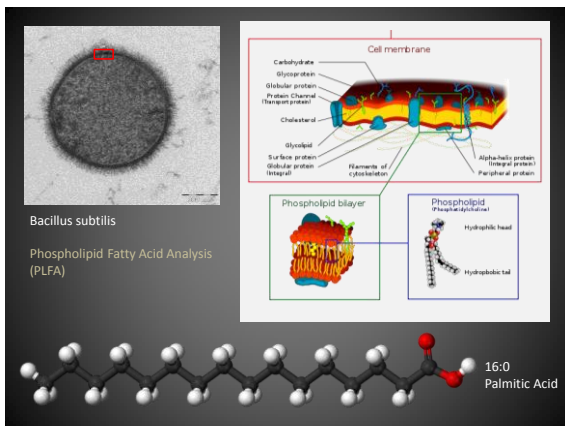 Cell membrane
Carbohydrate
Glycoprotein
Globular protein
Protein Channel
(Transport protein)
Cholesterol
Glycolipid
Surface protein
Globular protein
(Integral)
Filaments of
cytoskeleton
Alpha-helix protein
(Integral protein)
Peripheral protein
Bacillus subtilis
Phospholipid Fatty Acid Analysis
(PLFA)
Phospholipid bilayer
Phospholipid
(Phosphatidylcholine)
Hydrophilic head
Hydrophobic tail
16:0
Palmitic Acid